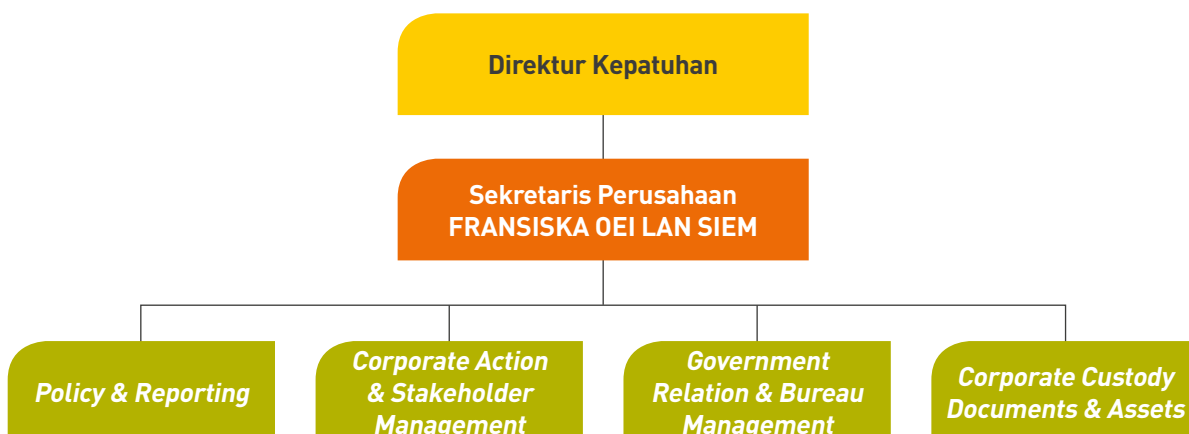 Direktur Kepatuhan
Sekretaris Perusahaan
FRANSISKA OEI LAN SIEM
Policy & Reporting
Corporate Action
& Stakeholder
Management
Government
Relation & Bureau
Management
Corporate Custody
Documents & Assets